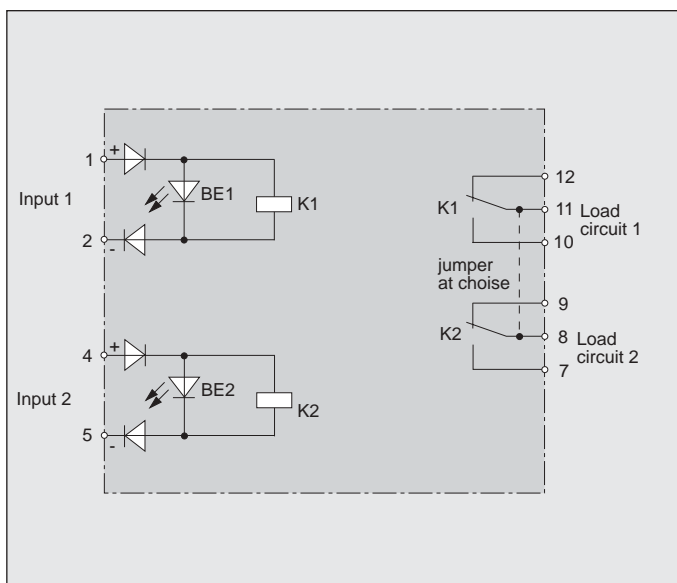 1
+
BE1
K1
Input 1
2
-
4
+
BE2
K2
Input 2
5
-
12
K1
11
Load
circuit 1
10
jumper
at choise
9
K2
8
Load
circuit 2
7